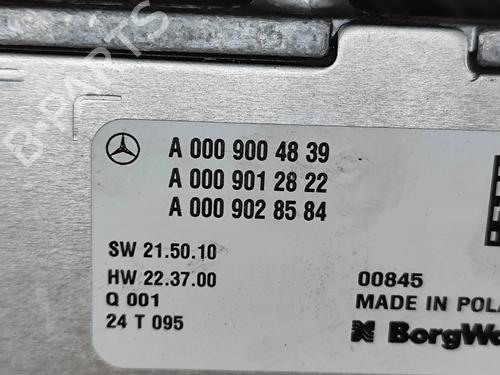 B-PARTS
A 000 900 48 39
A 000 901 28 22
A 000 902 85 84
SW 21.50.10
HW 22.37.00
Q 001
24 T 095
00845
MADE IN POLA
BorgWa